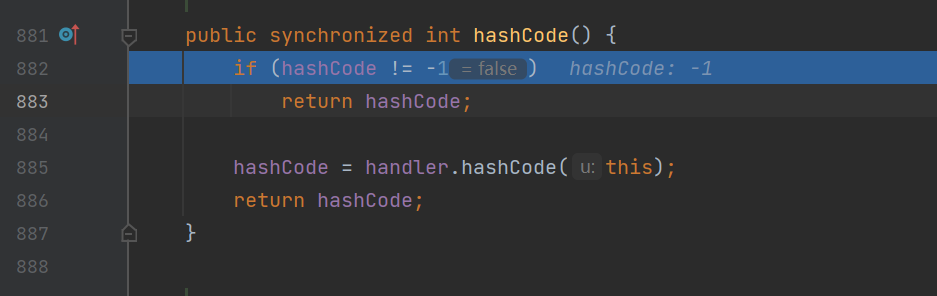 881 public synchronized int hashCode() {
882 if (hashCode != -1 = false ) hashCode: -1
883 return hashCode;
884
885 hashCode = handler.hashCode( u: this);
886 return hashCode;
887 }
888